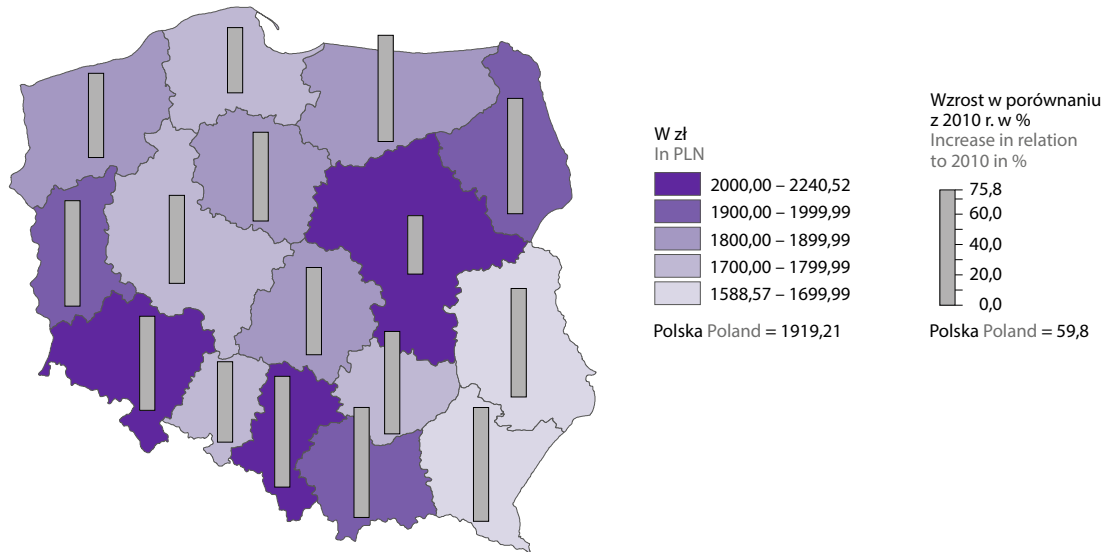 W zł
In PLN
2000,00 – 2240,52
1900,00 – 1999,99
1800,00 – 1899,99
1700,00 – 1799,99
1588,57 – 1699,99
Polska Poland = 1919,21
Wzrost w porównaniu
z 2010 r. w %
Increase in relation
to 2010 in %
75,8
60,0
40,0
20,0
0,0
Polska Poland = 59,8